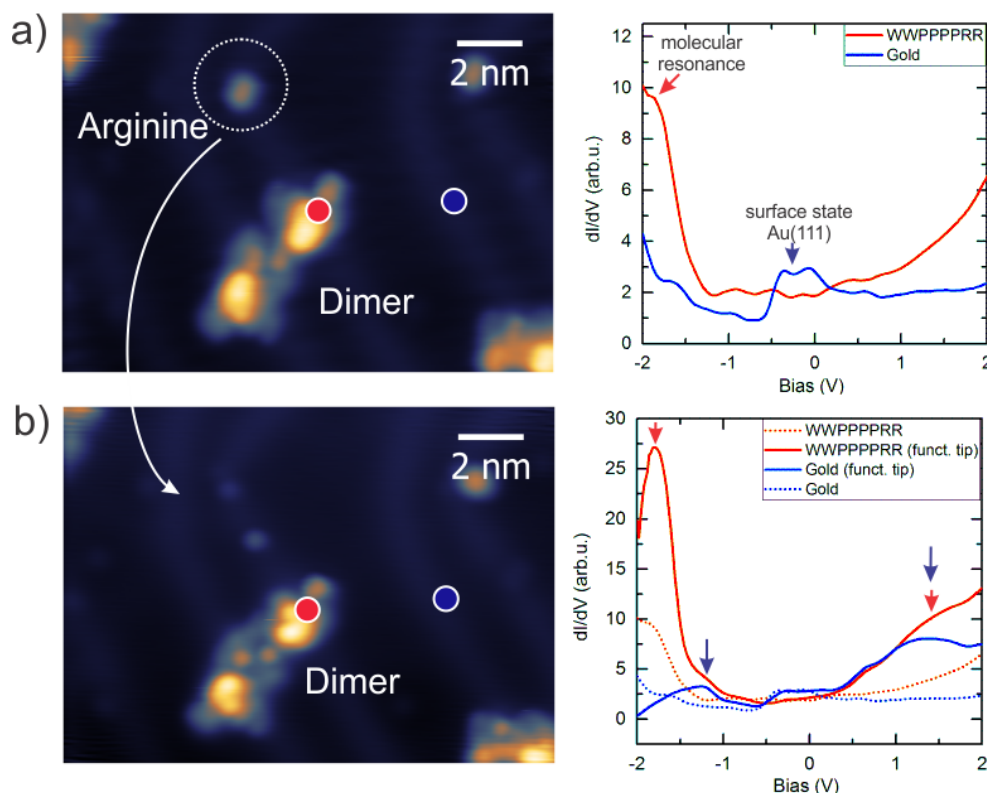 a)
2 nm
Arginine
Dimer
12
10
8
6
4
2
0
dI/dV (arb.u.)
molecular
resonance
WWPPPPRR
Gold
surface state
Au(111)
-2
-1
0
1
2
Bias (V)
b)
2 nm
Dimer
30
25
20
15
10
5
0
dI/dV (arb.u.)
WWPPPPRR
WWPPPPRR (funct. tip)
Gold (funct. tip)
Gold
-2
-1
0
1
2
Bias (V)